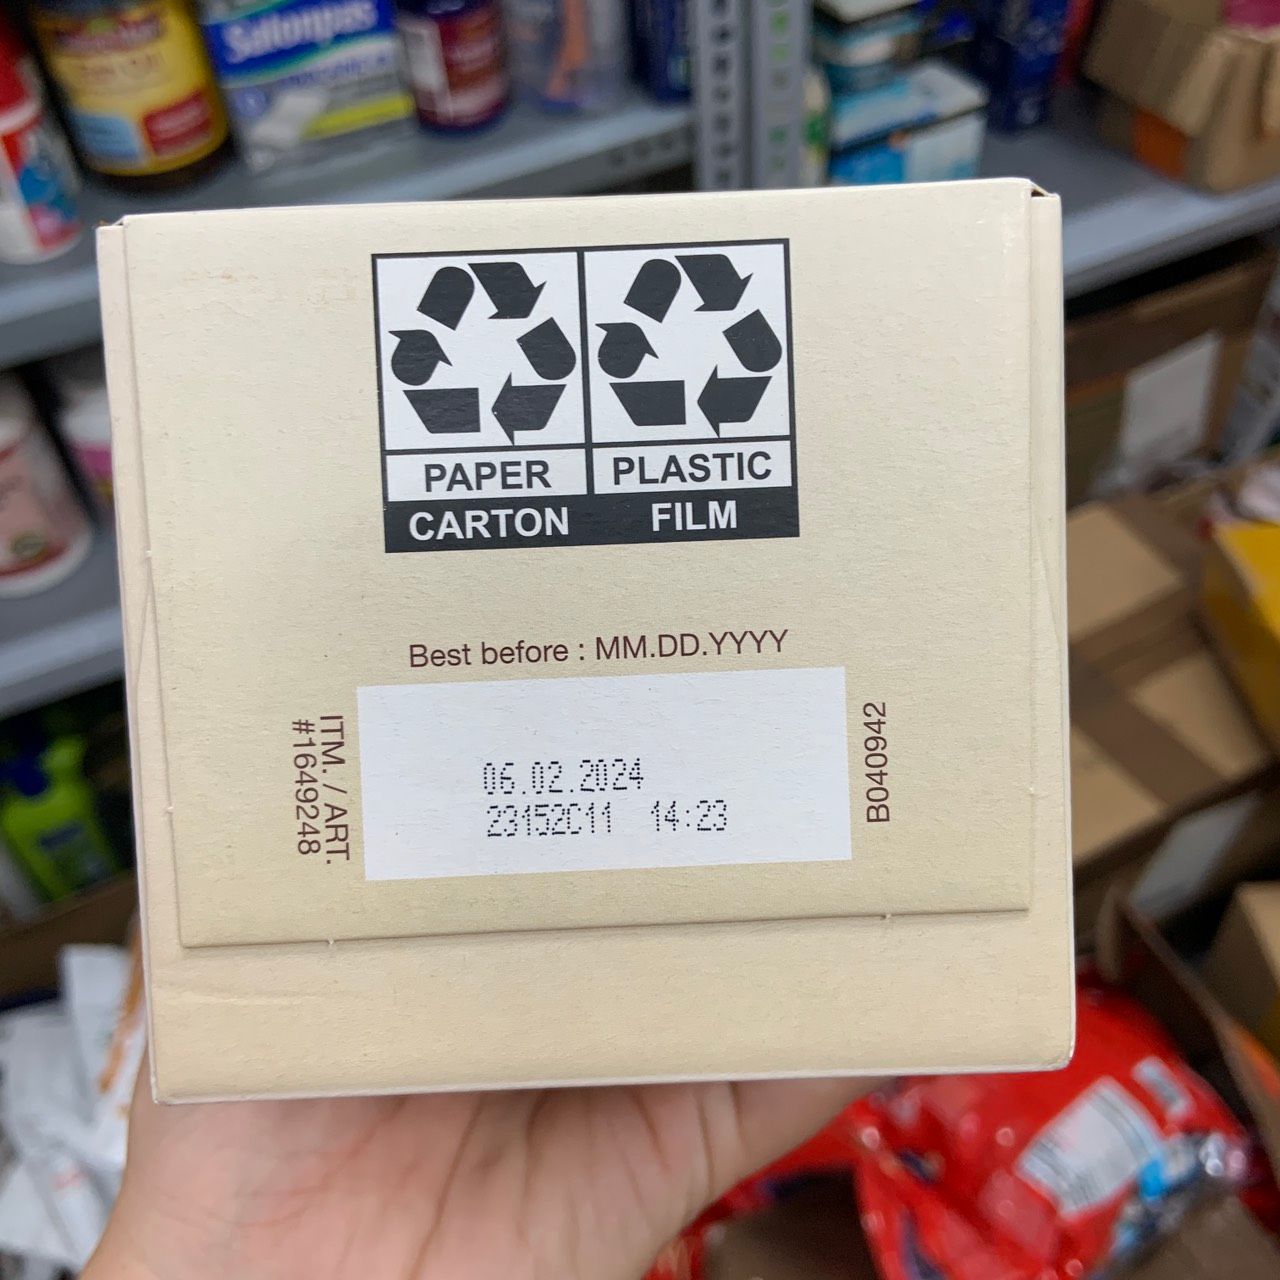 Salonpas
PAPER
CARTON
PLASTIC
FILM
Best before : MM.DD.YYYY
06.02.2024
23152C11 14:23
ITM. / ART.
#1649248
B040942